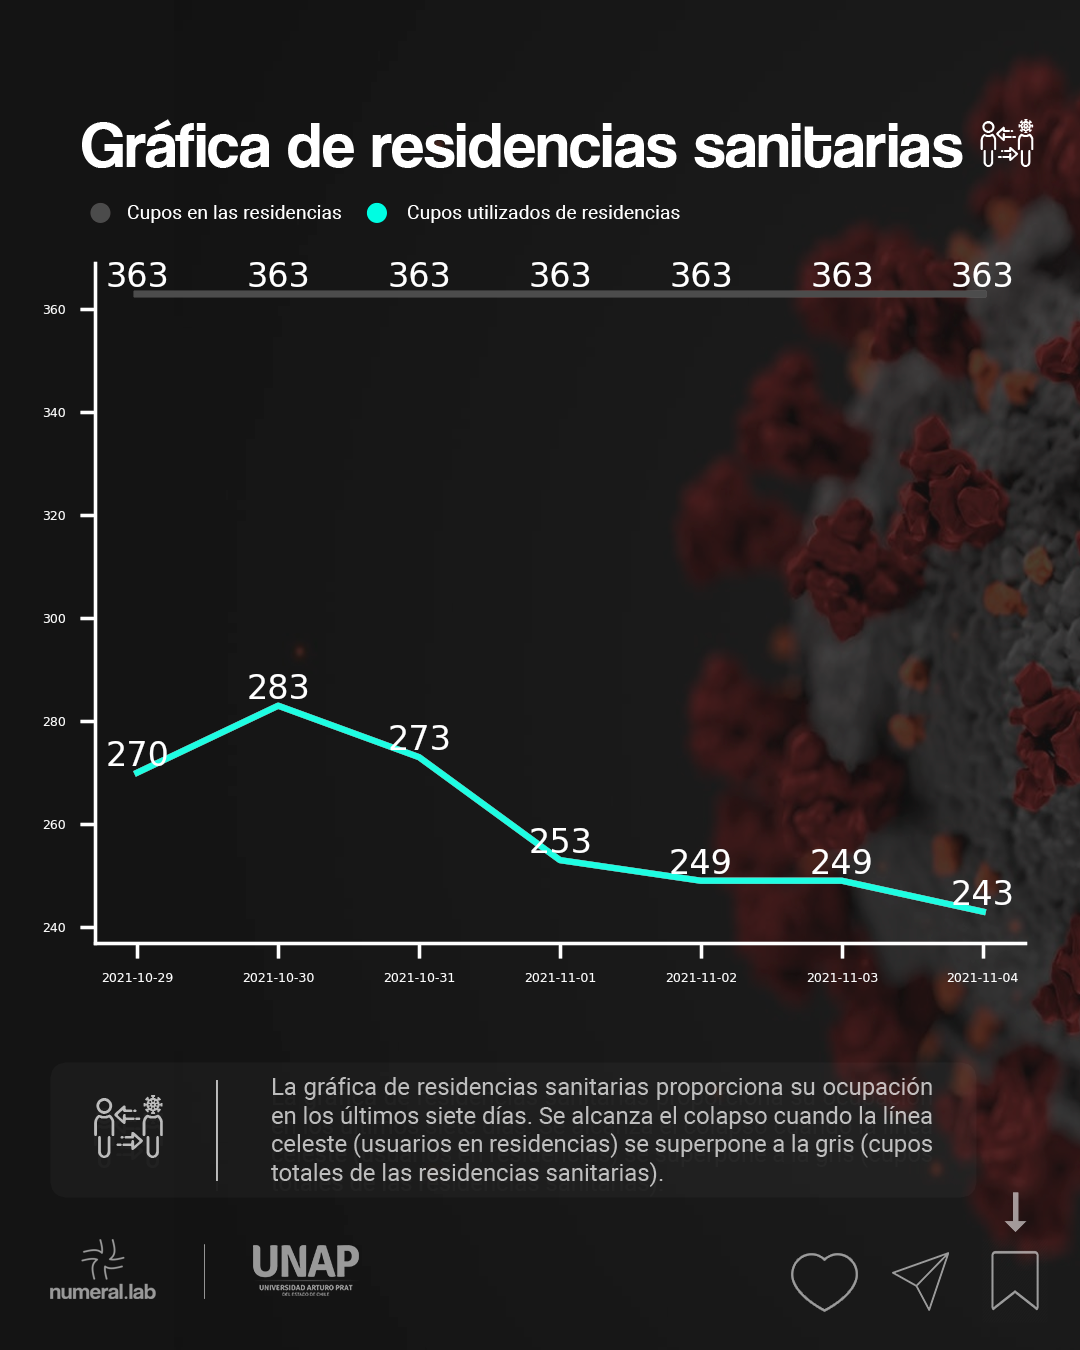 Gráfica de residencias sanitarias
Cupos en las residencias Cupos utilizados de residencias
363 363 363 363 363 363 363
360
340
320
300
280
260
240
270 283 273 253 249 249 243
2021-10-29 2021-10-30 2021-10-31 2021-11-01 2021-11-02 2021-11-03 2021-11-04
La gráfica de residencias sanitarias proporciona su ocupación
en los últimos siete días. Se alcanza el colapso cuando la línea
celeste (usuarios en residencias) se superpone a la gris (cupos
totales de las residencias sanitarias).
numeral.lab
UNAP
UNIVERSIDAD ARTURO PRAT
DEL ESTADO DE CHILE